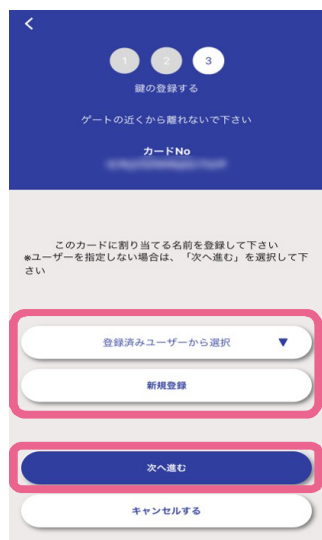 1 2 3
鍵の登録する
ゲートの近くから離れないで下さい
カードNo
このカードに割り当てる名前を登録して下さい
※ユーザーを指定しない場合は、「次へ進む」を選択して下
さい
登録済みユーザーから選択 ▼
新規登録
次へ進む
キャンセルする